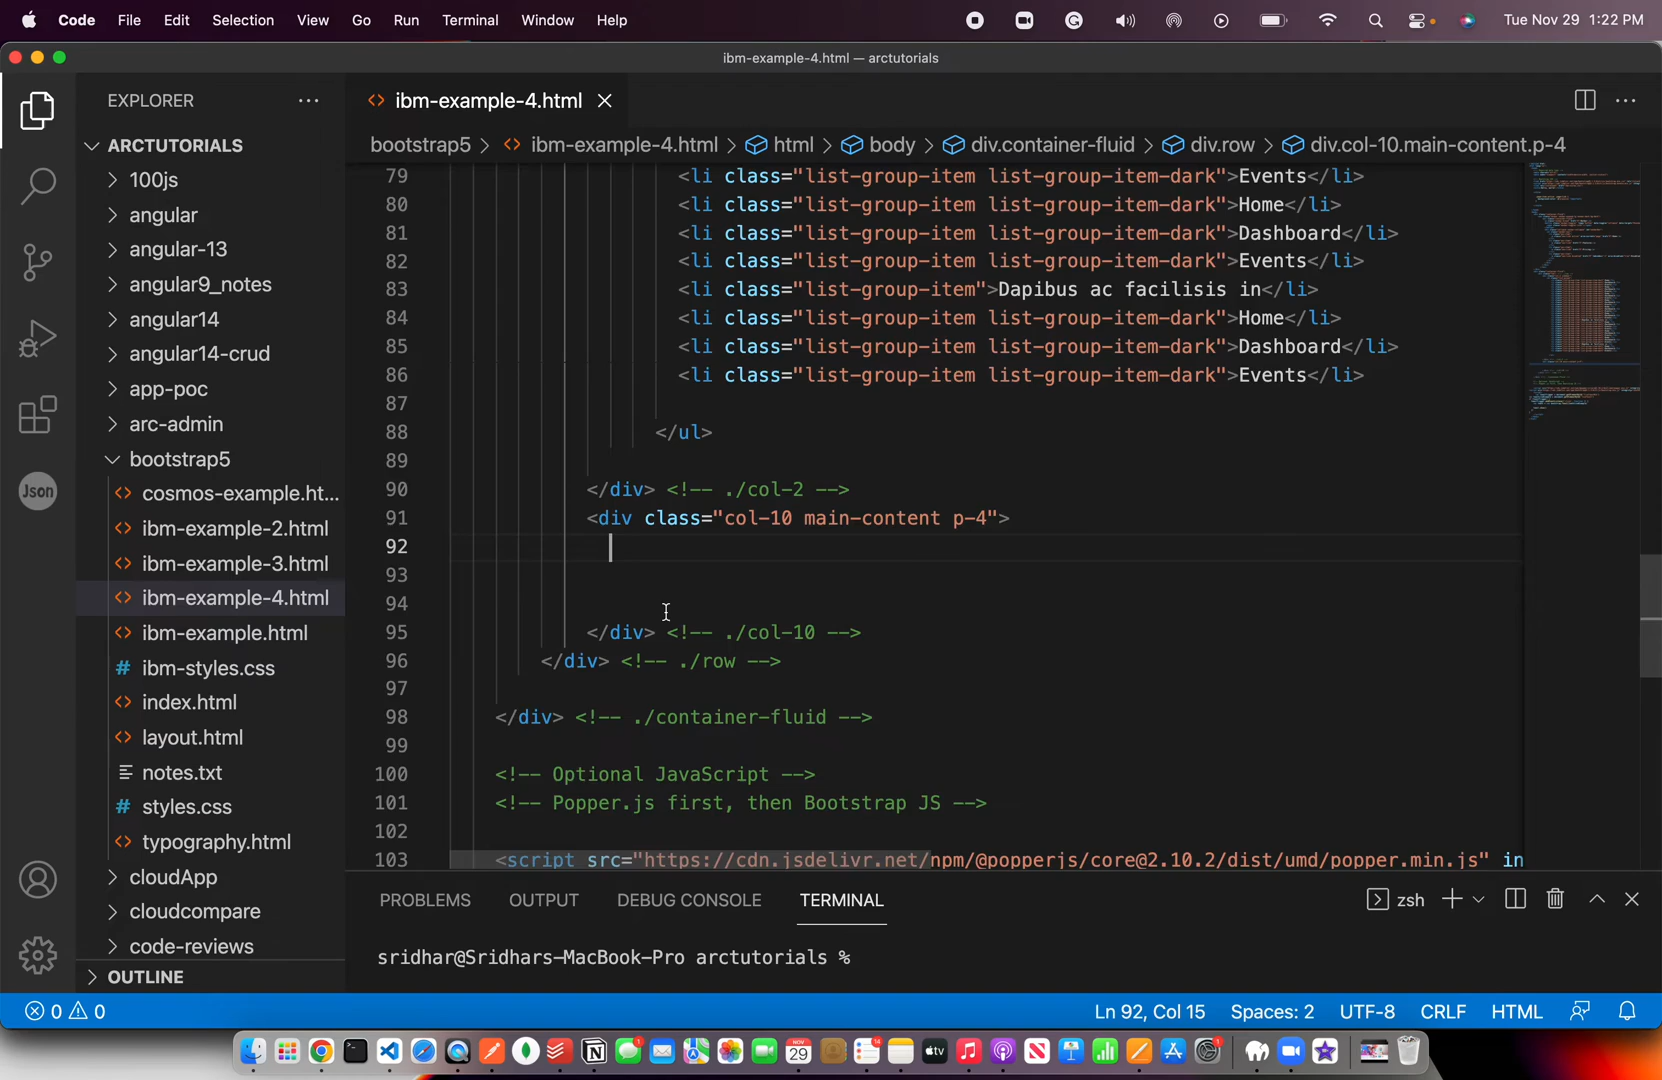 Code File Edit Selection View Go Run Terminal Window Help Tue Nov 29 1:22 PM
ibm-example-4.html — arctutorials
EXPLORER
ibm-example-4.html
bootstrap5 > ibm-example-4.html > html > body > div.container-fluid > div.row > div.col-10.main-content.p-4
ARCTUTORIALS
100js
angular
angular-13
angular9_notes
angular14
angular14-crud
app-poc
arc-admin
bootstrap5
cosmos-example.ht...
ibm-example-2.html
ibm-example-3.html
ibm-example-4.html
ibm-example.html
ibm-styles.css
index.html
layout.html
notes.txt
styles.css
typography.html
cloudApp
cloudcompare
code-reviews
OUTLINE
Json
79 <li class="list-group-item list-group-item-dark">Events</li>
80 <li class="list-group-item list-group-item-dark">Home</li>
81 <li class="list-group-item list-group-item-dark">Dashboard</li>
82 <li class="list-group-item list-group-item-dark">Events</li>
83 <li class="list-group-item">Dapibus ac facilisis in</li>
84 <li class="list-group-item list-group-item-dark">Home</li>
85 <li class="list-group-item list-group-item-dark">Dashboard</li>
86 <li class="list-group-item list-group-item-dark">Events</li>
87
88 </ul>
89
90 </div> <!-- ./col-2 -->
91 <div class="col-10 main-content p-4">
92
93
94
95 </div> <!-- ./col-10 -->
96 </div> <!-- ./row -->
97
98 </div> <!-- ./container-fluid -->
99
100 <!-- Optional JavaScript -->
101 <!-- Popper.js first, then Bootstrap JS -->
102
103 <script src="https://cdn.jsdelivr.net/npm/@popperjs/core@2.10.2/dist/umd/popper.min.js" in
PROBLEMS OUTPUT DEBUG CONSOLE TERMINAL zsh
sridhar@Sridhars-MacBook-Pro arctutorials %
0 0 Ln 92, Col 15 Spaces: 2 UTF-8 CRLF HTML